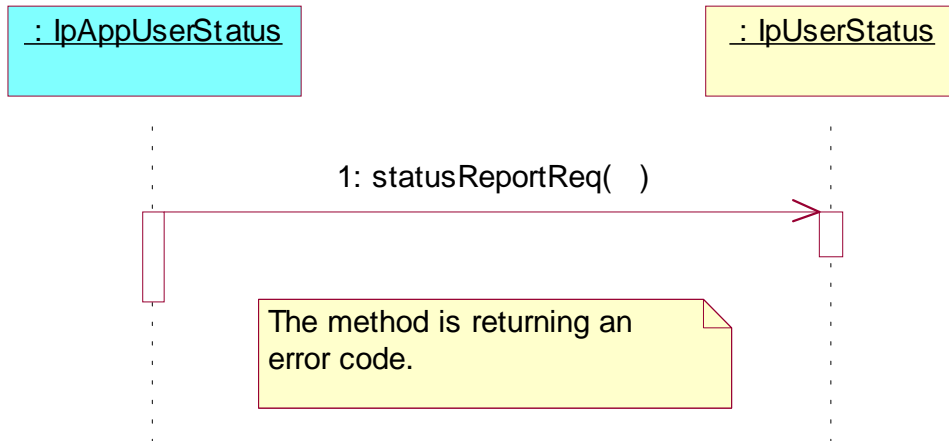 : IpAppUserStatus
: IpUserStatus
1: statusReportReq( )
The method is returning an
error code.